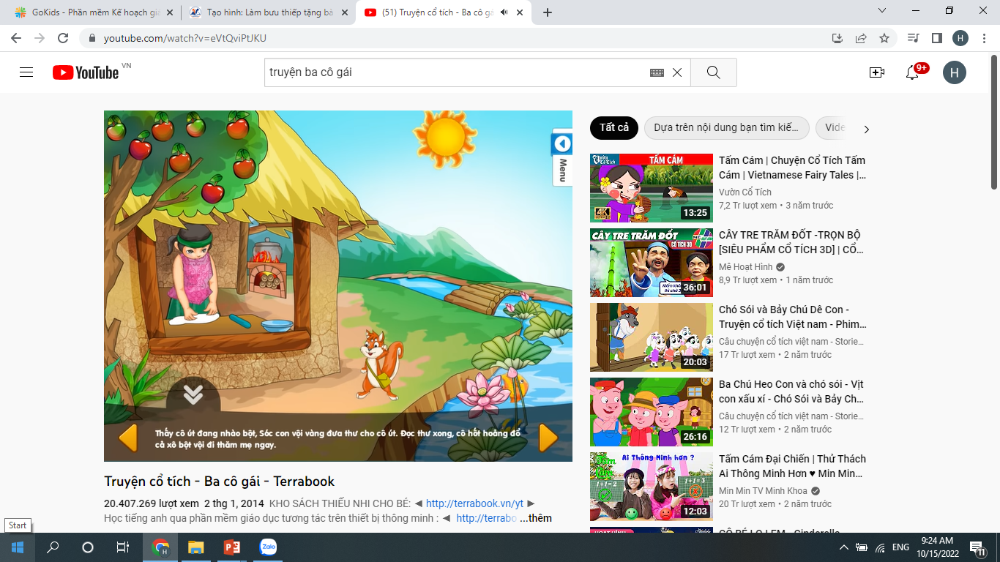 GoKids - Phần mềm Kế hoạch gia
Tạo hình: Làm bưu thiếp tặng bà
(51) Truyện cổ tích - Ba cô gá
youtube.com/watch?v=eVtQviPtJKU
H
YouTube VN
truyện ba cô gái
9+
H
Menu
Thấy cô út đang nhào bột, Sóc con vội vàng đưa thư cho cô út. Đọc thư xong, cô hốt hoảng đổ
cả xô bột vội đi thăm mẹ ngay.
Truyện cổ tích - Ba cô gái - Terrabook
20.407.269 lượt xem 2 thg 1, 2014 KHO SÁCH THIẾU NHI CHO BÉ: ◄ http://terrabook.vn/yt ►
Học tiếng anh qua phần mềm giáo dục tương tác trên thiết bị thông minh : ◄ http://terrabo ...thêm
Tất cả
Dựa trên nội dung bạn tìm kiế...
Vide
Vườn Cổ Tích
TẤM CÁM
4K
13:25
Tấm Cám | Chuyện Cổ Tích Tấm
Cám | Vietnamese Fairy Tales |...
Vườn Cổ Tích
7,2 Tr lượt xem • 3 năm trước
CÂY TRE TRĂM ĐỐT
CỔ TÍCH 3D
36:01
CÂY TRE TRĂM ĐỐT -TRỌN BỘ
[SIÊU PHẨM CỔ TÍCH 3D] | CỔ...
Mê Hoạt Hình
8,9 Tr lượt xem • 1 năm trước
20:03
Chó Sói và Bảy Chú Dê Con -
Truyện cổ tích Việt nam - Phim...
Câu chuyện cổ tích việt nam - Storie...
17 Tr lượt xem • 2 năm trước
26:16
Ba Chú Heo Con và chó sói - Vịt
con xấu xí - Chó Sói và Bảy Ch...
Câu chuyện cổ tích việt nam - Storie...
12 Tr lượt xem • 2 năm trước
Tấm Cám
Ai Thông Minh hơn ?
1+1=2
1+1=3
12:03
Tấm Cám Đại Chiến | Thử Thách
Ai Thông Minh Hơn ♥ Min Min...
Min Min TV Minh Khoa
20 Tr lượt xem • 2 năm trước
Start
Zalo
ENG
9:24 AM
10/15/2022
11